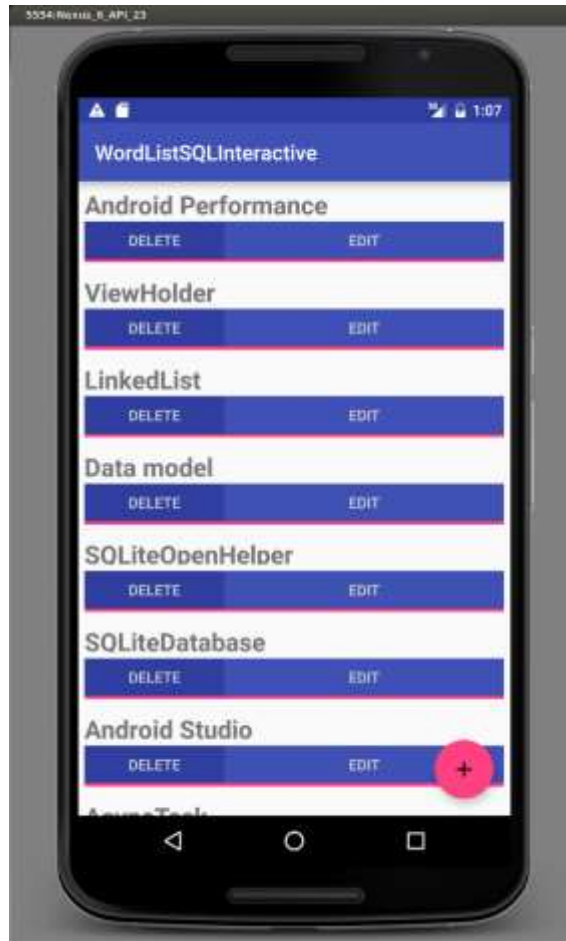 5554:Nexus_6_API_23
1:07
WordListSQLInteractive
Android Performance
DELETE EDIT
ViewHolder
DELETE EDIT
LinkedList
DELETE EDIT
Data model
DELETE EDIT
SQLiteOpenHelper
DELETE EDIT
SQLiteDatabase
DELETE EDIT
Android Studio
DELETE EDIT
+
AsyncTask